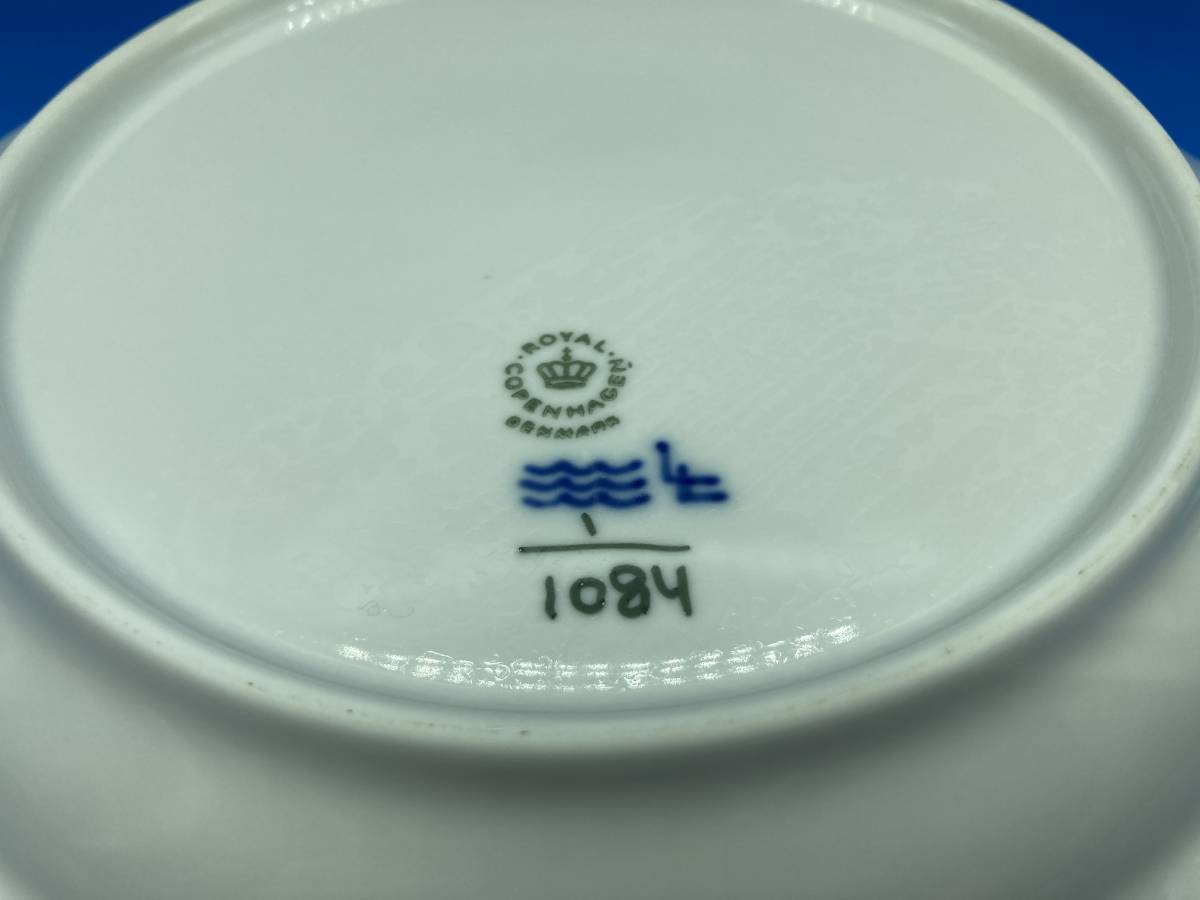 ROYAL
COPENHAGEN
DENMARK
1
1084